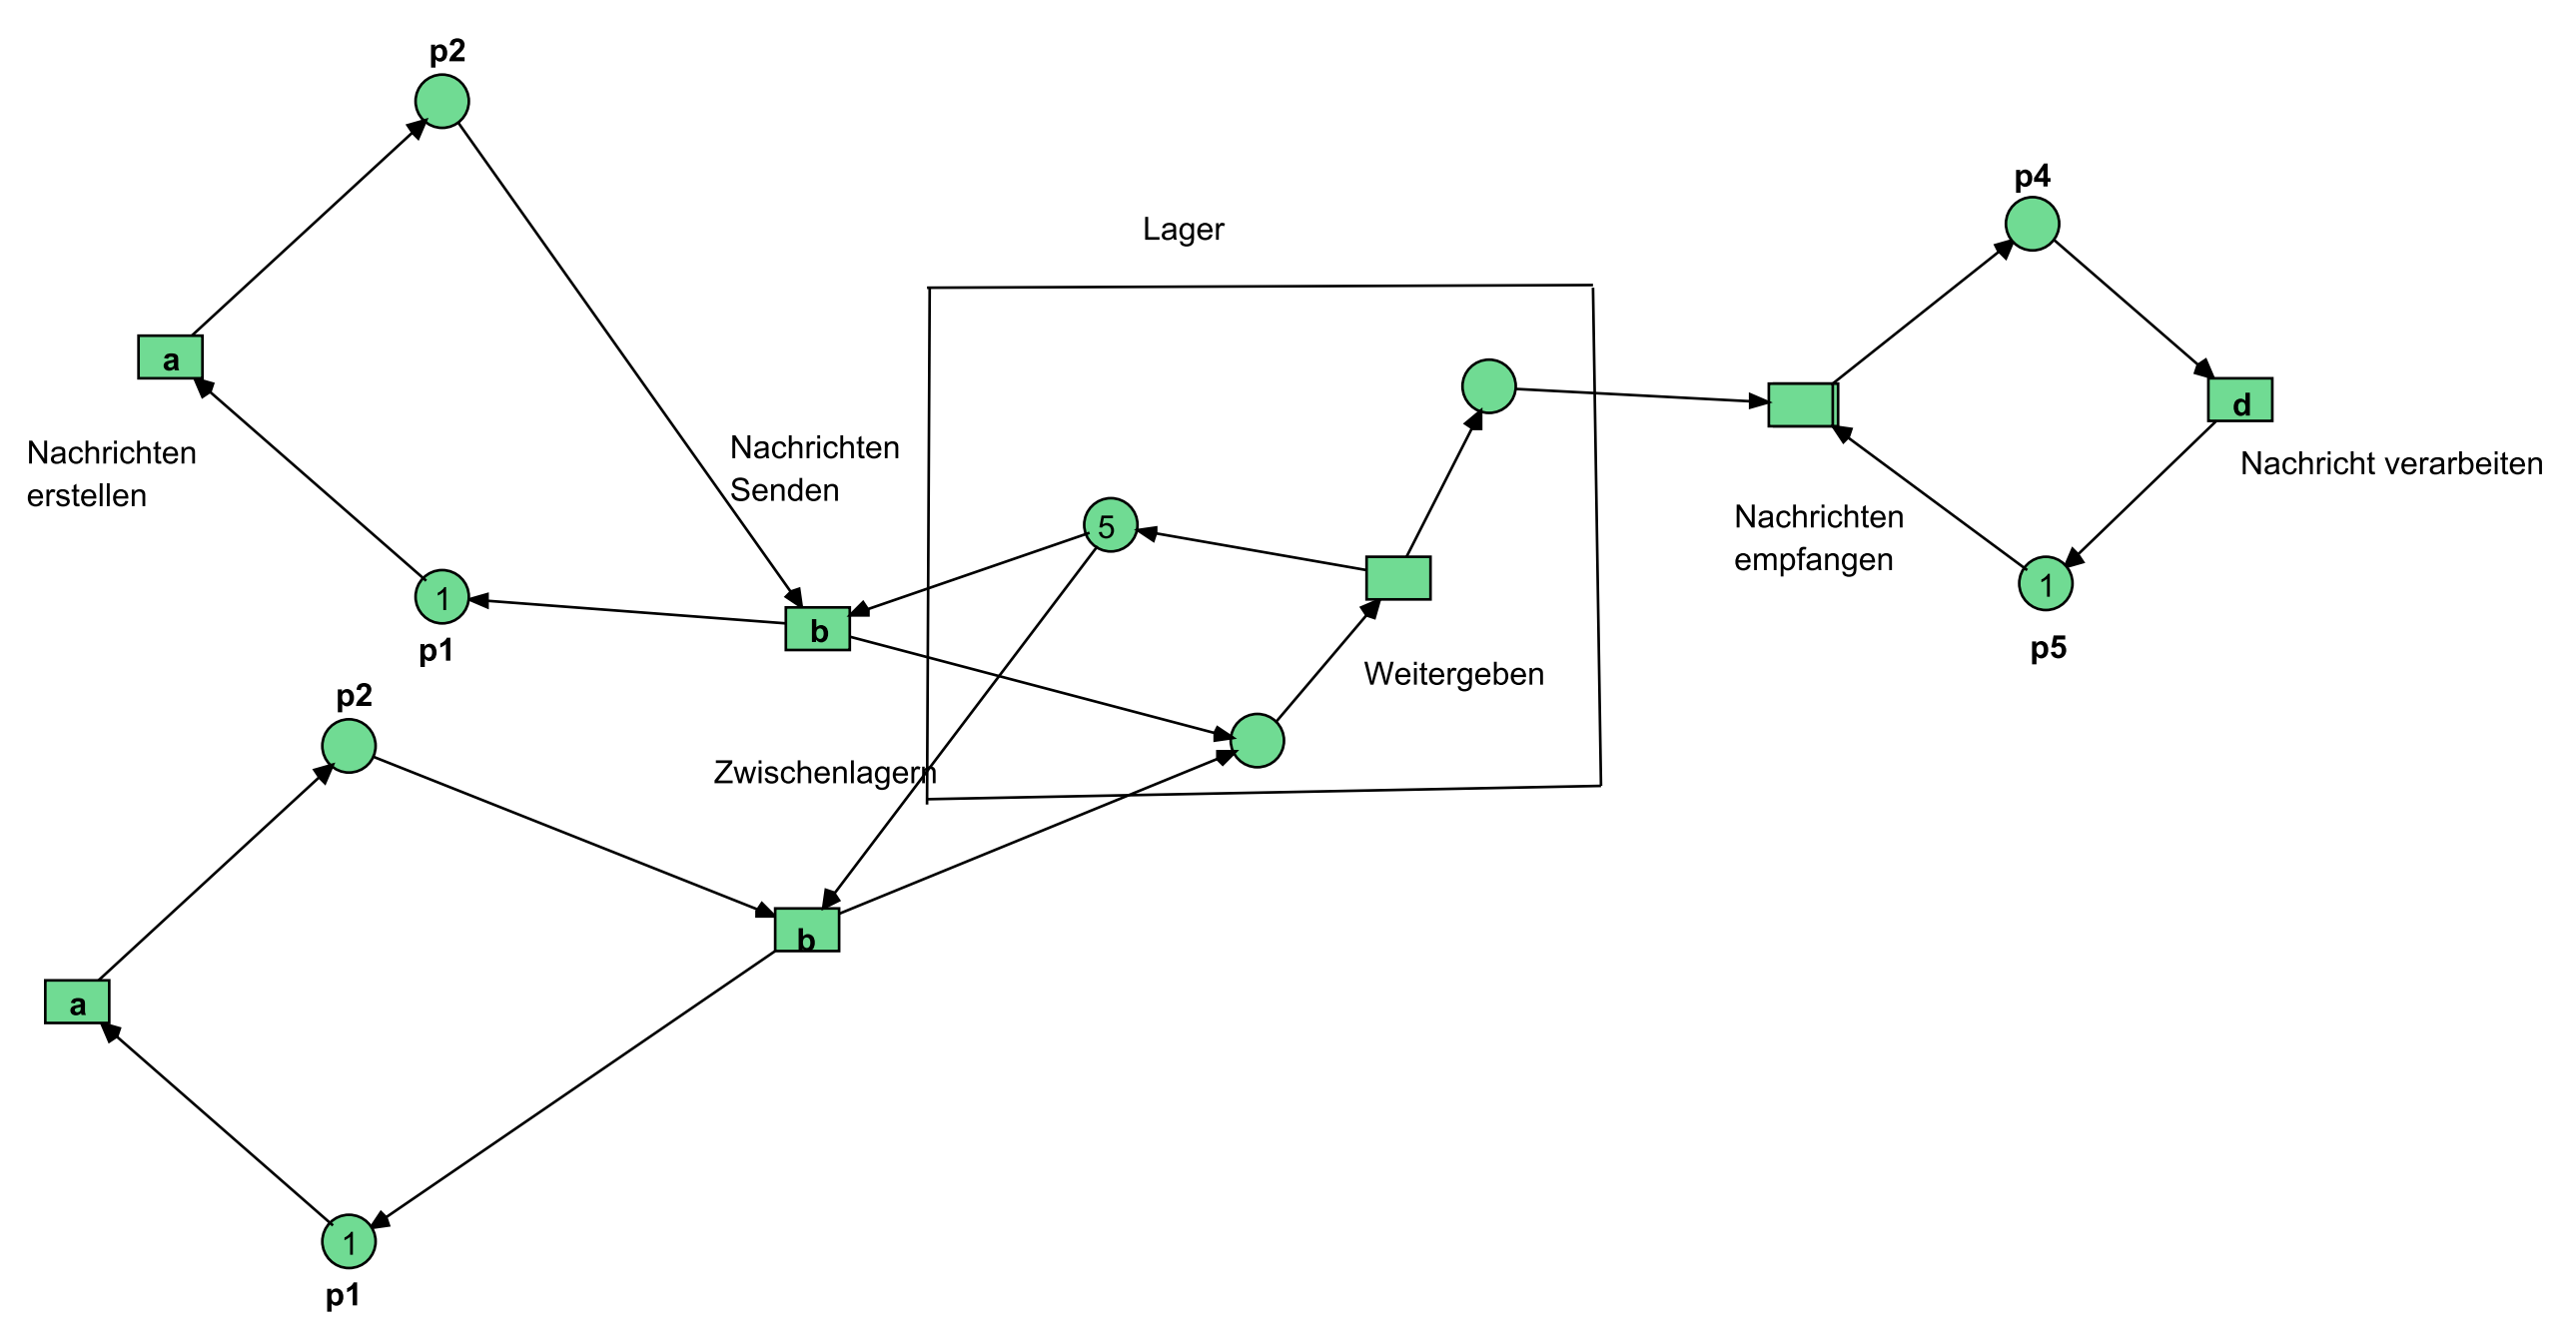 p2
p4
Lager
a
d
Nachrichten
erstellen
Nachrichten
Senden
Nachricht verarbeiten
5
Nachrichten
empfangen
1
p1
b
1
p5
Weitergeben
p2
Zwischenlagern
b
a
1
p1